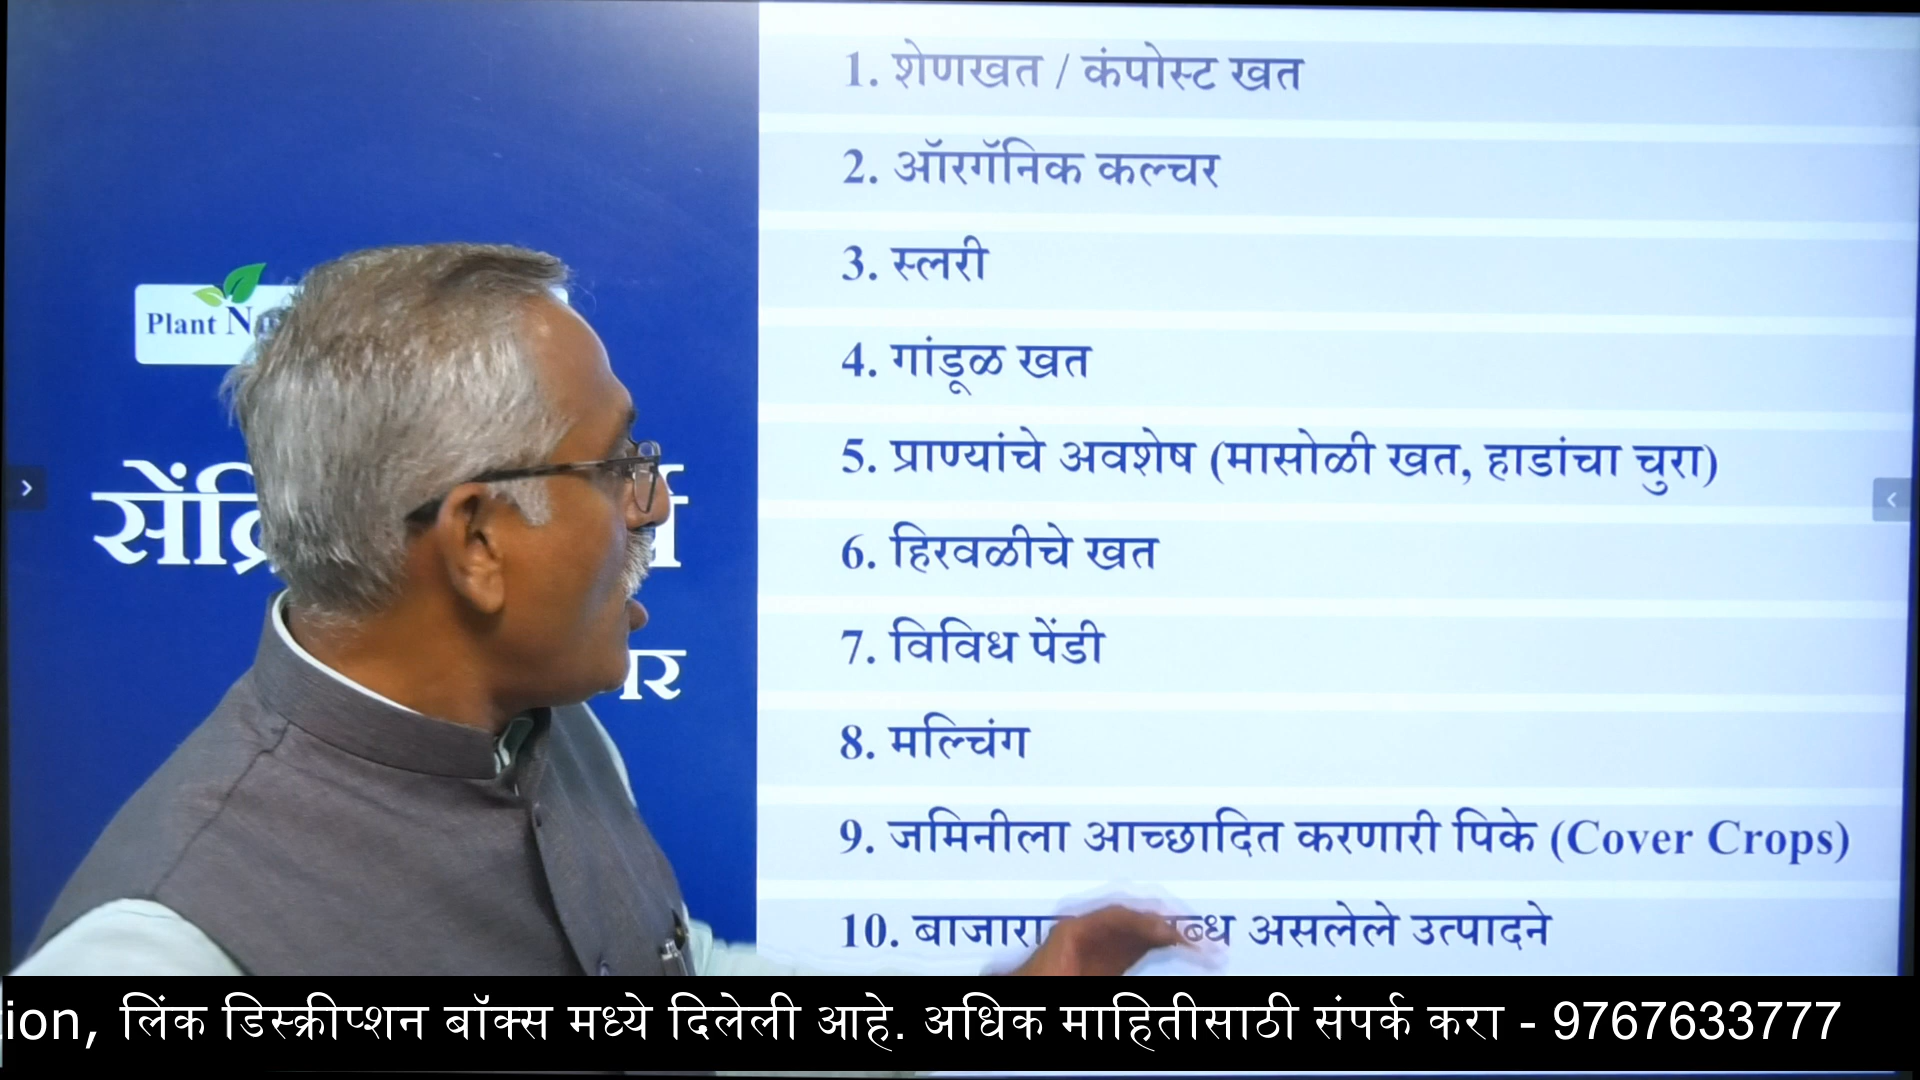 Plant
1. शेणखत / कंपोस्ट खत
2. ऑरगॅनिक कल्चर
3. स्लरी
4. गांडूळ खत
5. प्राण्यांचे अवशेष (मासोळी खत, हाडांचा चुरा)
6. हिरवळीचे खत
7. विविध पेंडी
8. मल्चिंग
9. जमिनीला आच्छादित करणारी पिके (Cover Crops)
10. असलेले उत्पादने
ion, लिंक डिस्क्रीप्शन बॉक्स मध्ये दिलेली आहे. अधिक माहितीसाठी संपर्क करा - 9767633777